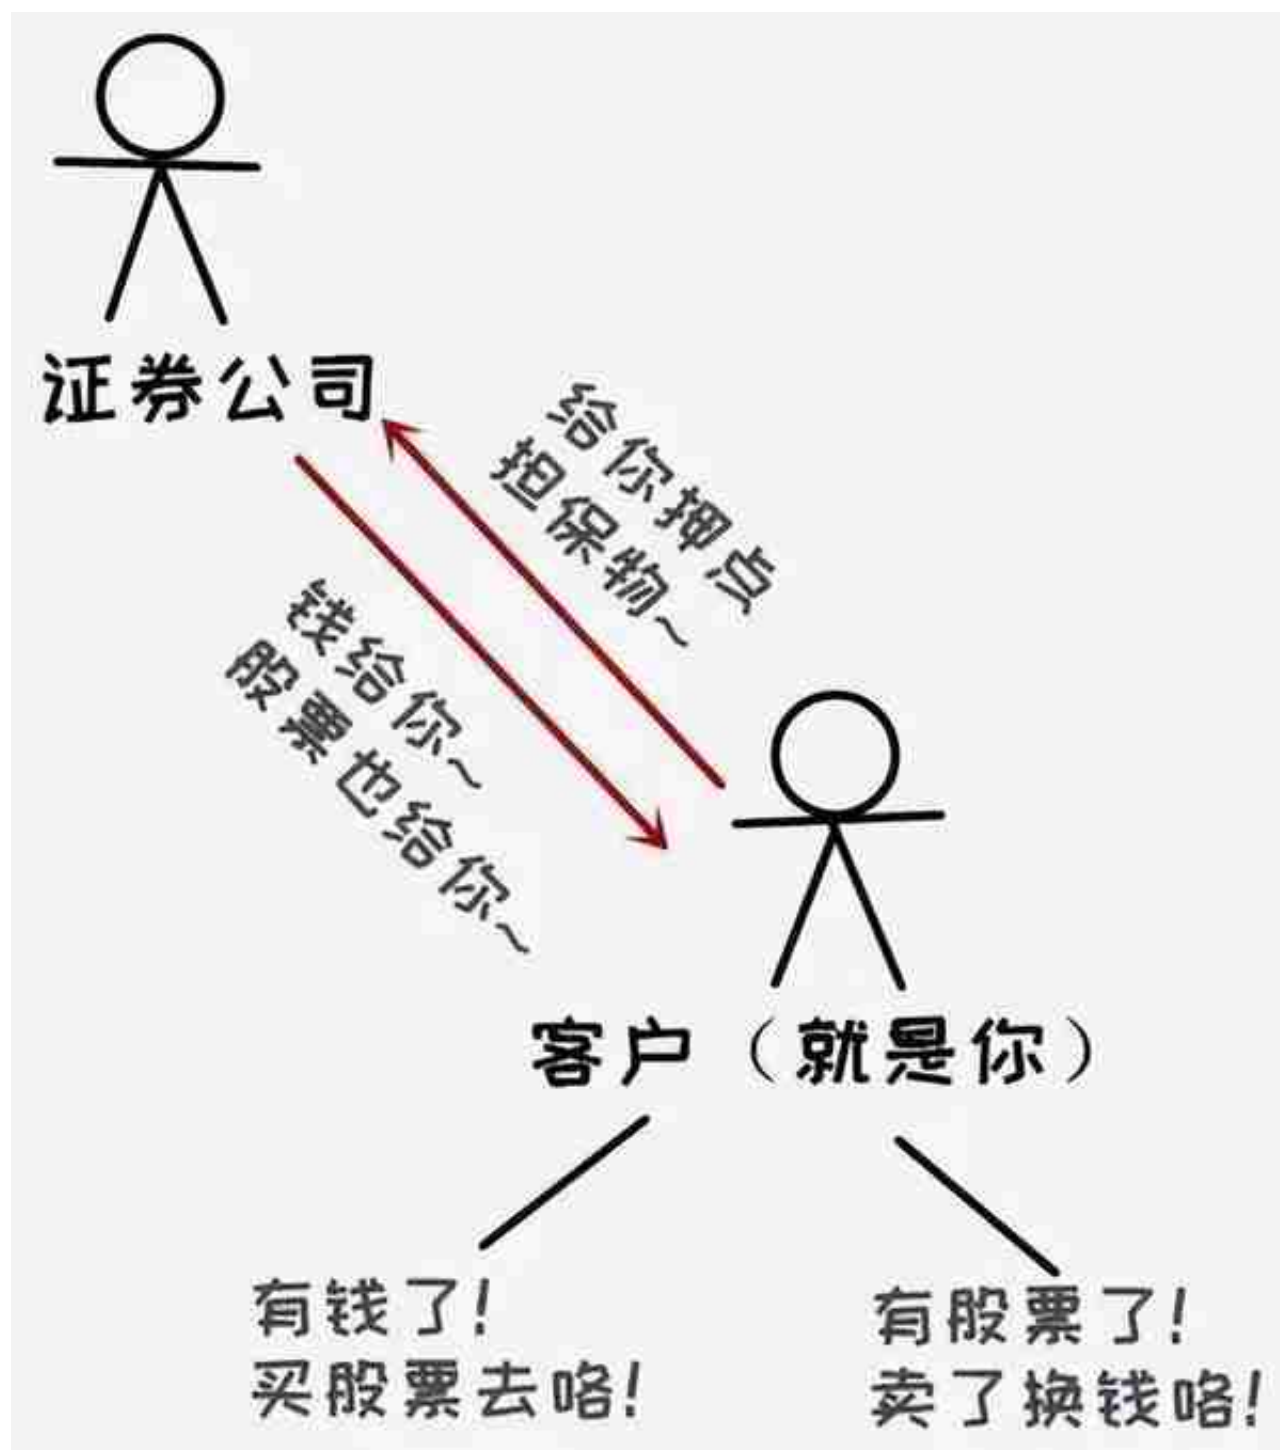 证券公司
给你押点
担保物~
钱给你~
股票也给你~
客户（就是你）
有钱了!
买股票去咯!
有股票了!
卖了换钱咯!